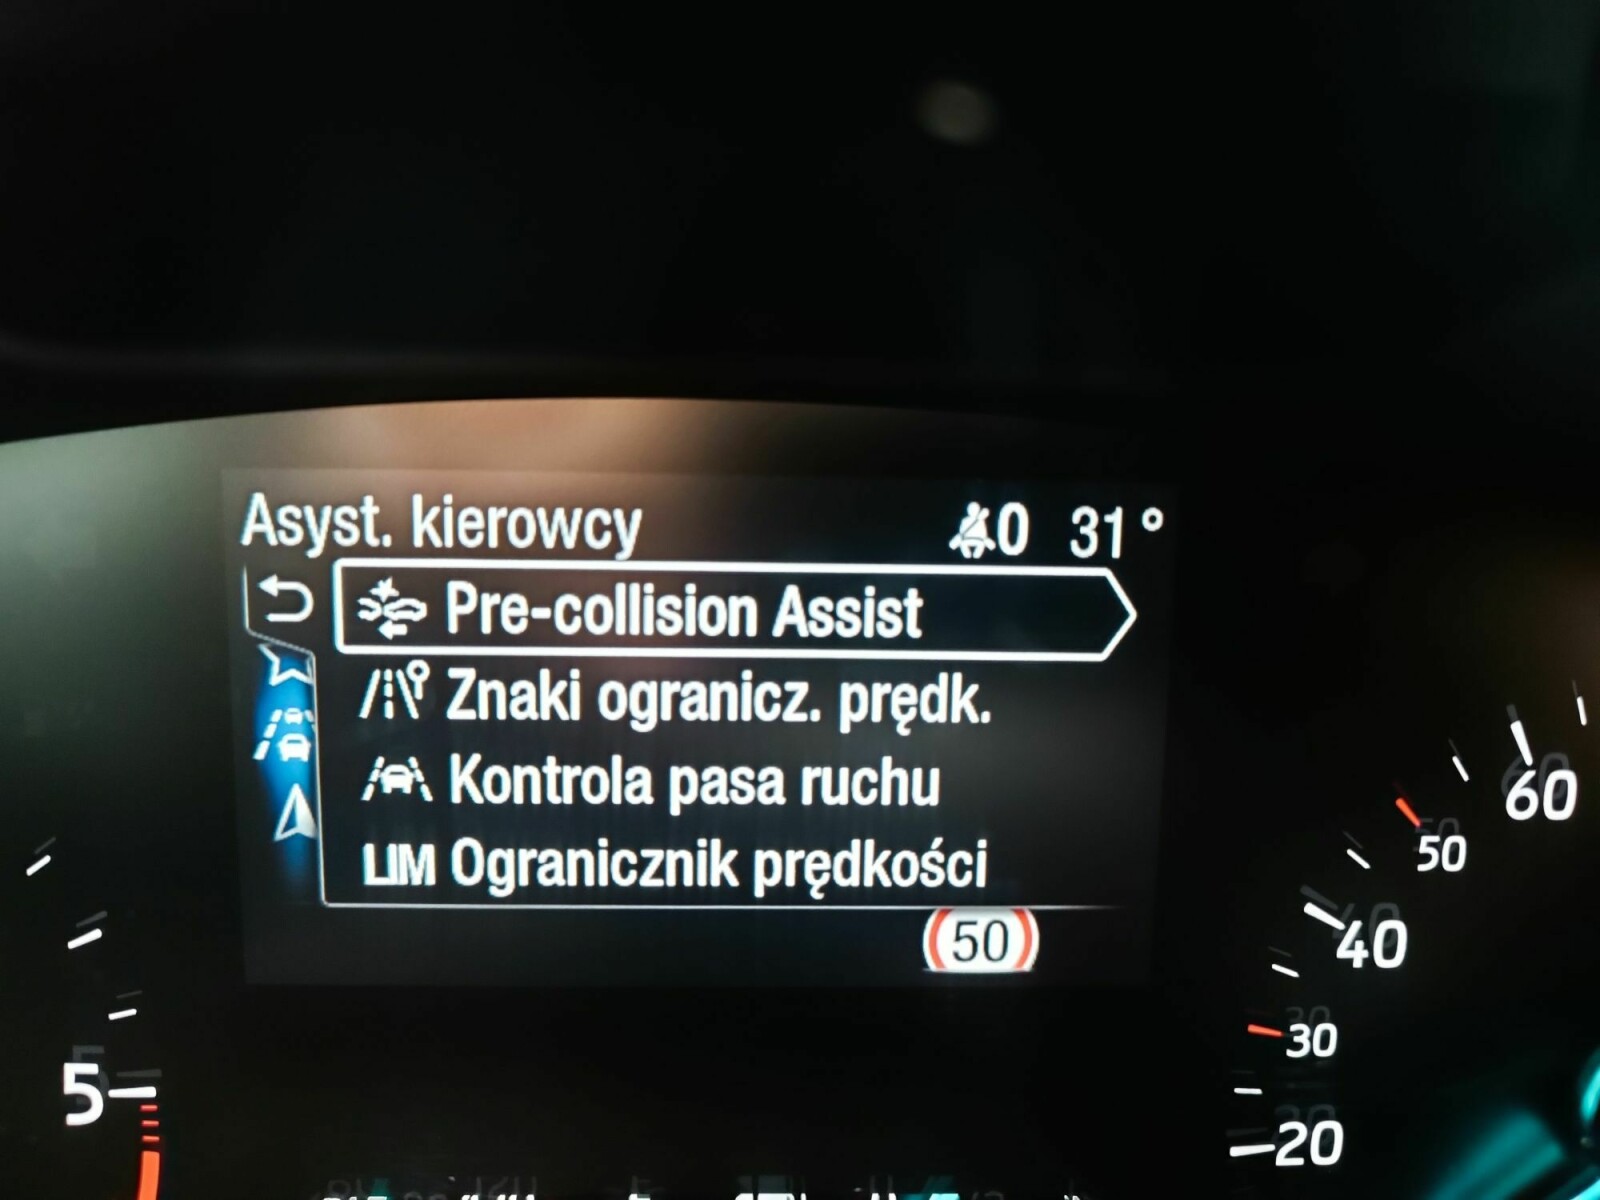 Asyst. kierowcy 0 31°
Pre-collision Assist
Znaki ogranicz. prędk.
Kontrola pasa ruchu
LIM Ogranicznik prędkości
50
5
60
50
40
30
20